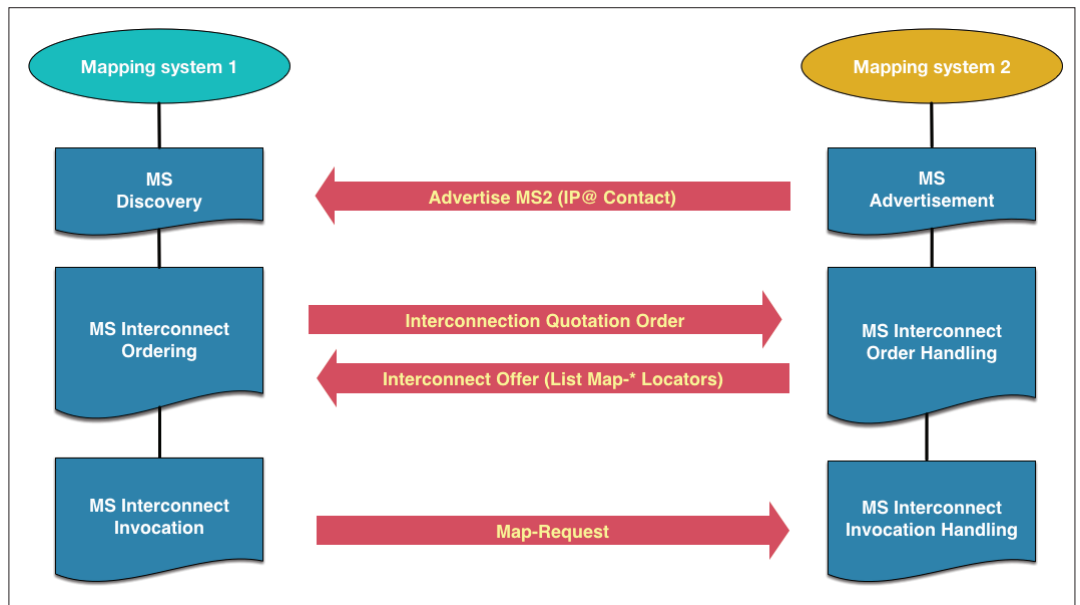 Mapping system 1
Mapping system 2
MS
Discovery
Advertise MS2 (IP@ Contact)
MS
Advertisement
MS Interconnect
Ordering
Interconnection Quotation Order
Interconnect Offer (List Map-* Locators)
MS Interconnect
Order Handling
MS Interconnect
Invocation
Map-Request
MS Interconnect
Invocation Handling